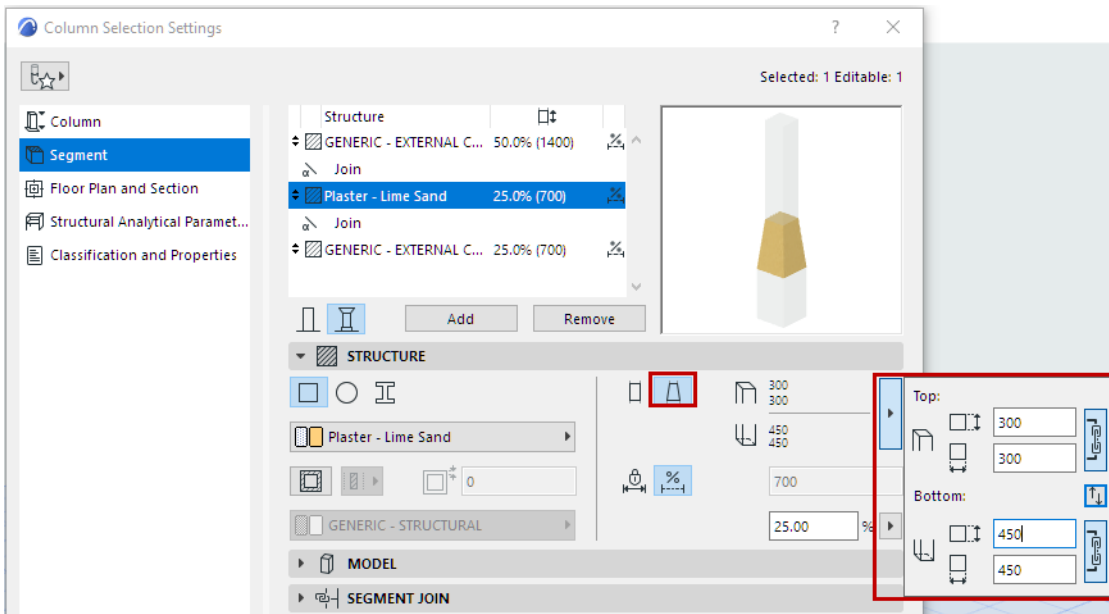 Column Selection Settings
?
Selected: 1 Editable: 1
Column
Segment
Floor Plan and Section
Structural Analytical Paramet...
Classification and Properties
Structure
GENERIC - EXTERNAL C... 50.0% (1400)
Join
Plaster - Lime Sand 25.0% (700)
Join
GENERIC - EXTERNAL C... 25.0% (700)
Add Remove
STRUCTURE
300
300
450
450
Plaster - Lime Sand
0
%
700
GENERIC - STRUCTURAL
25.00 %
MODEL
SEGMENT JOIN
Top:
300
300
Bottom:
450
450